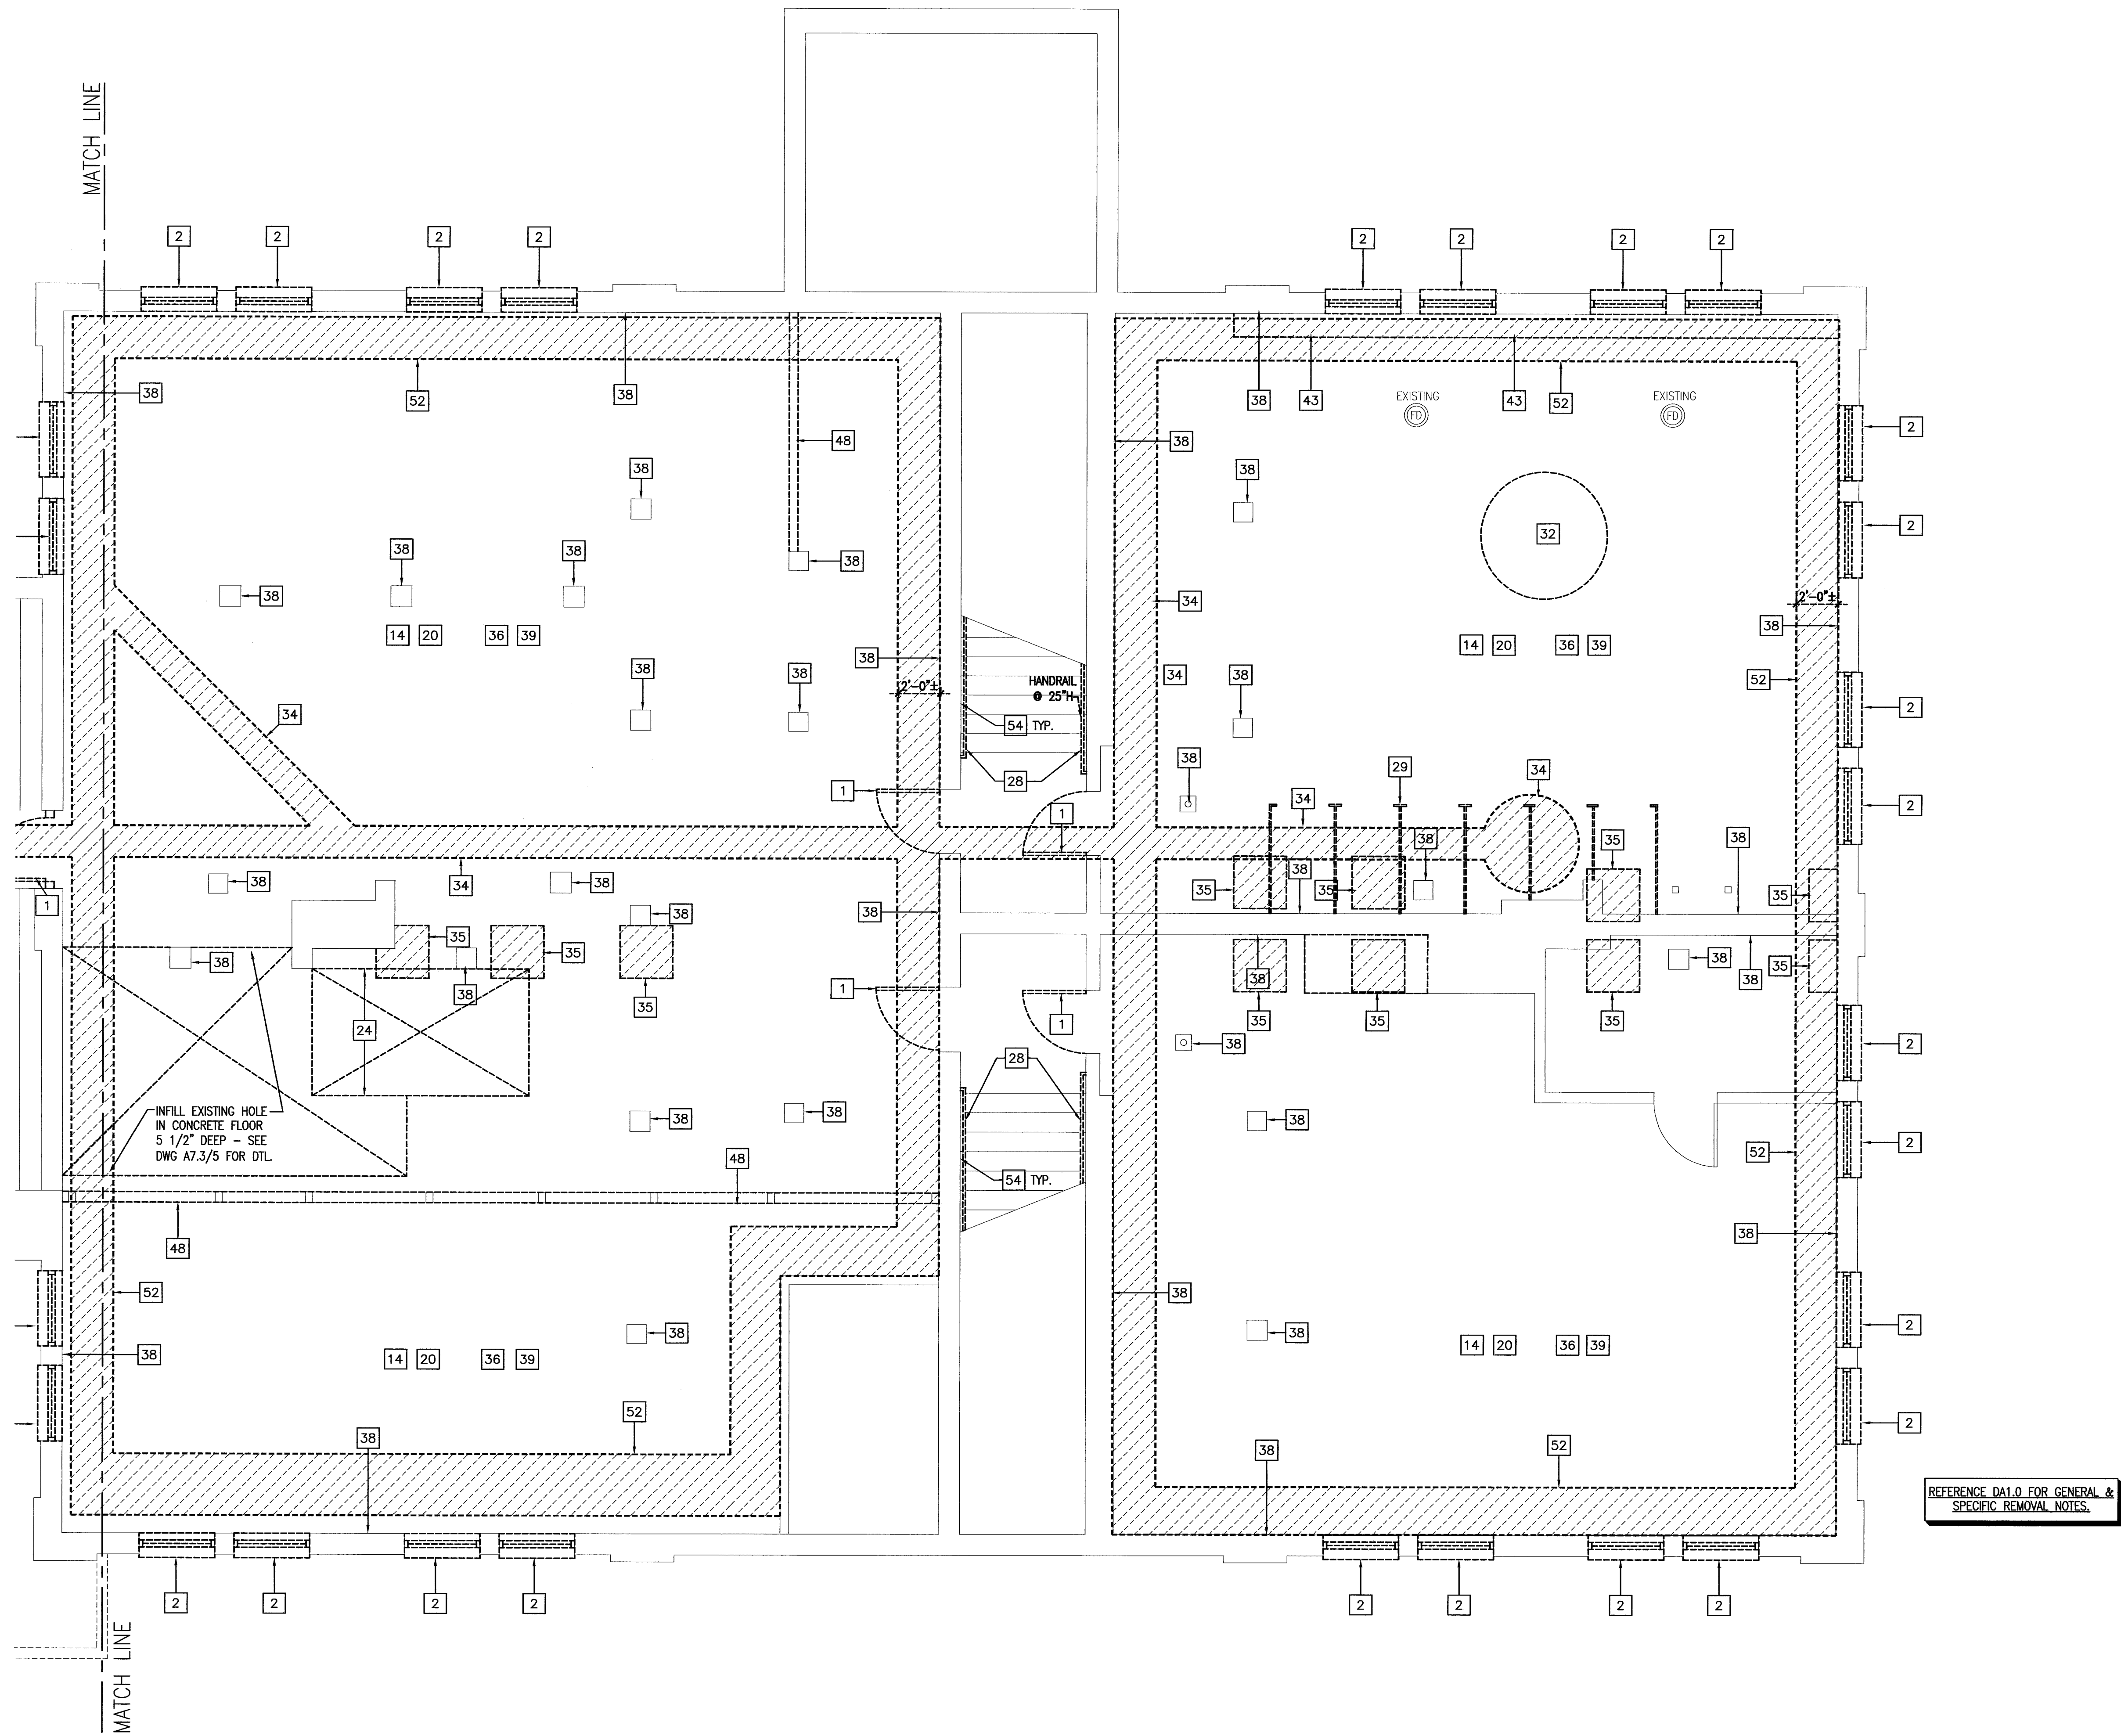 MATCH LINE
2 2 2 2 2 2 2 2
38 52 38 38 43 43 52
EXISTING EXISTING
FD FD
48 38 2
38 38
2
32
38 38 38
38
34 2'-0"±
14 20 36 39 38
14 20 36 39
38 38 38
2'-0"± HANDRAIL
@ 25"H
34 52
38
34 2
54 TYP.
38 29 34
28
1 34 2
1
38 35 38
34
38 38 38
35 35 35
1
38 38
35 35
38 38 35
38 38 38
35 35 35 35
24 1 1
38 2
28
INFILL EXISTING HOLE
IN CONCRETE FLOOR
5 1/2" DEEP – SEE
DWG A7.3/5 FOR DTL.
38 38 38
2
48 52
54 TYP.
48 38
52 38
38 38 38 2
14 20 36 39 14 20 36 39
52 2
38 38 52
REFERENCE DA1.0 FOR GENERAL &
SPECIFIC REMOVAL NOTES.
2 2 2 2 2 2 2 2
MATCH LINE